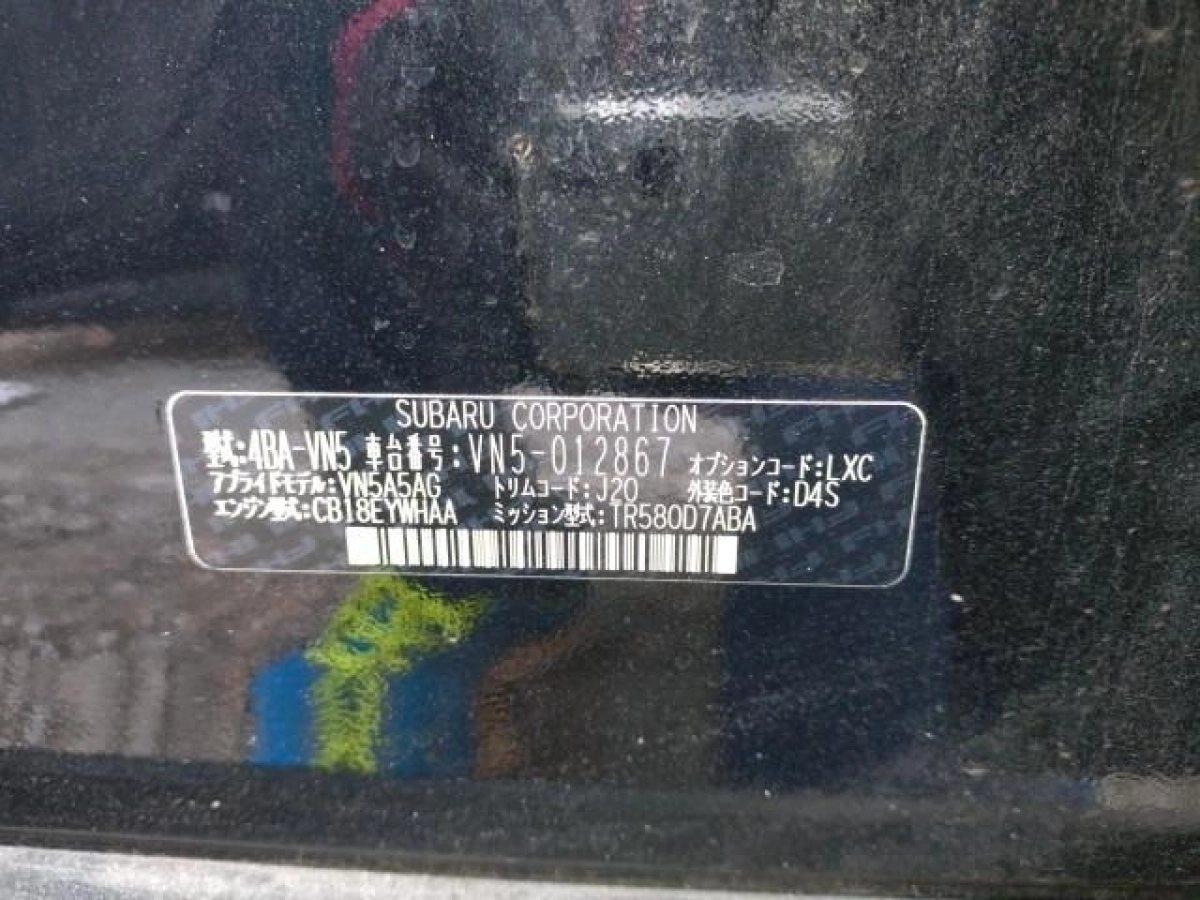 SUBARU CORPORATION
型式:4BA-VN5 車台番号:VN5-012867 オプションコード:LXC
アプライドモデル:VN5A5AG トリムコード:J20 外装色コード:D4S
エンジン型式:CB18EYWHAA ミッション型式:TR580D7ABA